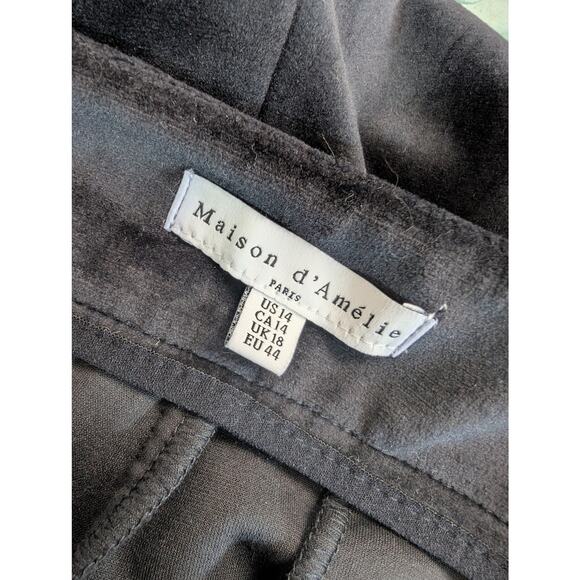 Maison d'Amélie
PARIS
US 14
CA 14
UK 18
EU 44